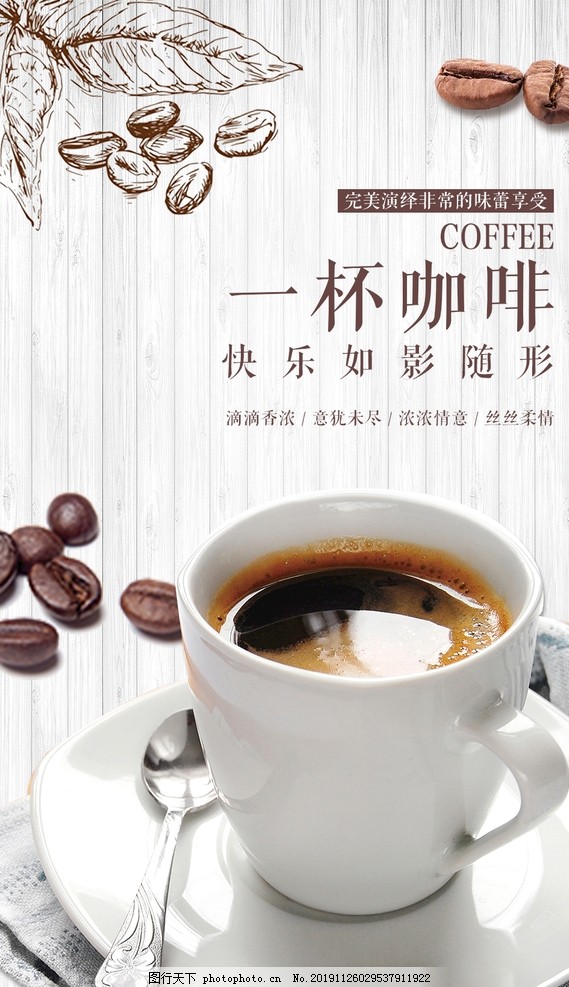 完美演绎非常的味蕾享受
COFFEE
一杯咖啡
快乐如影随形
滴滴香浓 / 意犹未尽 / 浓浓情意 / 丝丝柔情
图行天下 photophoto.cn No.20191126029537911922